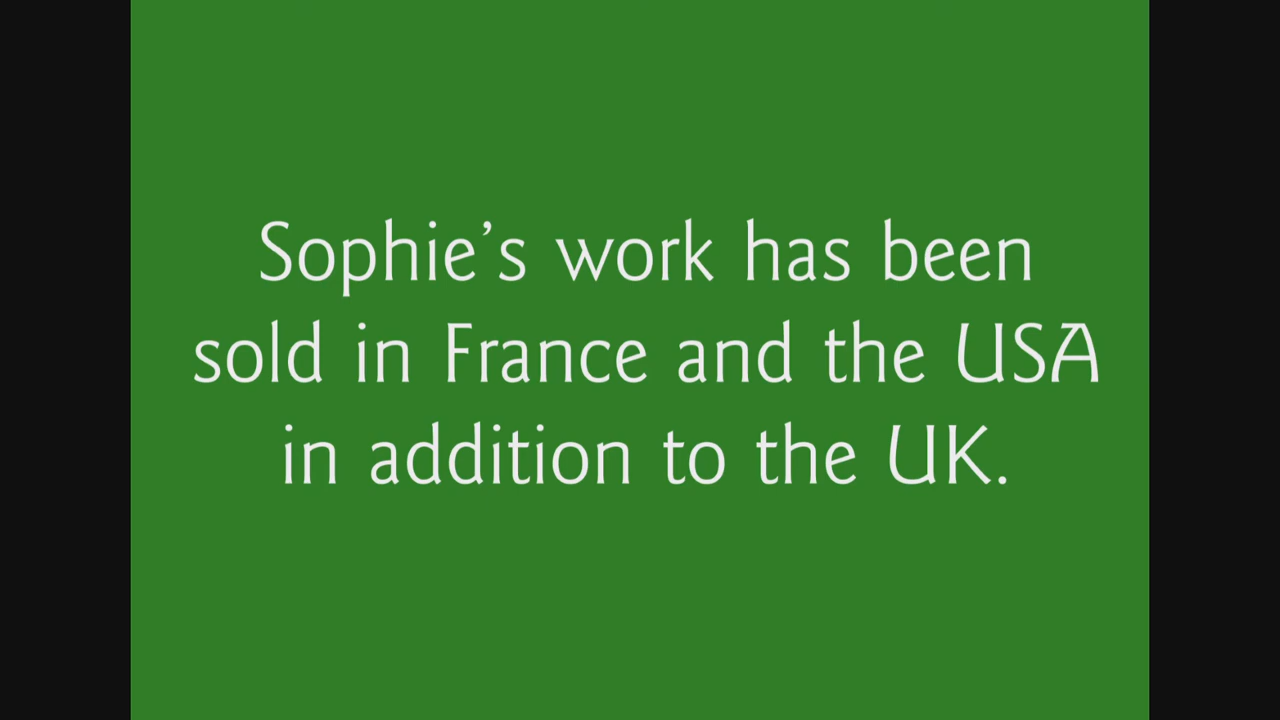 Sophie’s work has been
sold in France and the USA
in addition to the UK.